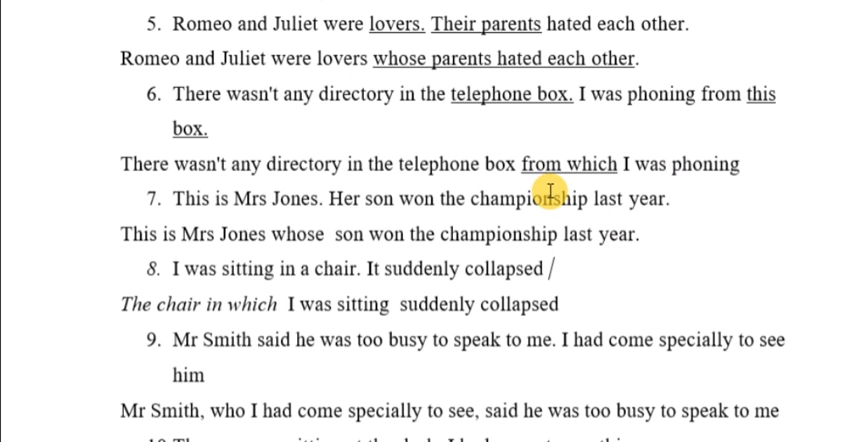 5. Romeo and Juliet were lovers. Their parents hated each other.
Romeo and Juliet were lovers whose parents hated each other.
6. There wasn't any directory in the telephone box. I was phoning from this
box.
There wasn't any directory in the telephone box from which I was phoning
7. This is Mrs Jones. Her son won the championship last year.
This is Mrs Jones whose  son won the championship last year.
8. I was sitting in a chair. It suddenly collapsed /
The chair in which  I was sitting  suddenly collapsed
9. Mr Smith said he was too busy to speak to me. I had come specially to see
him
Mr Smith, who I had come specially to see, said he was too busy to speak to me